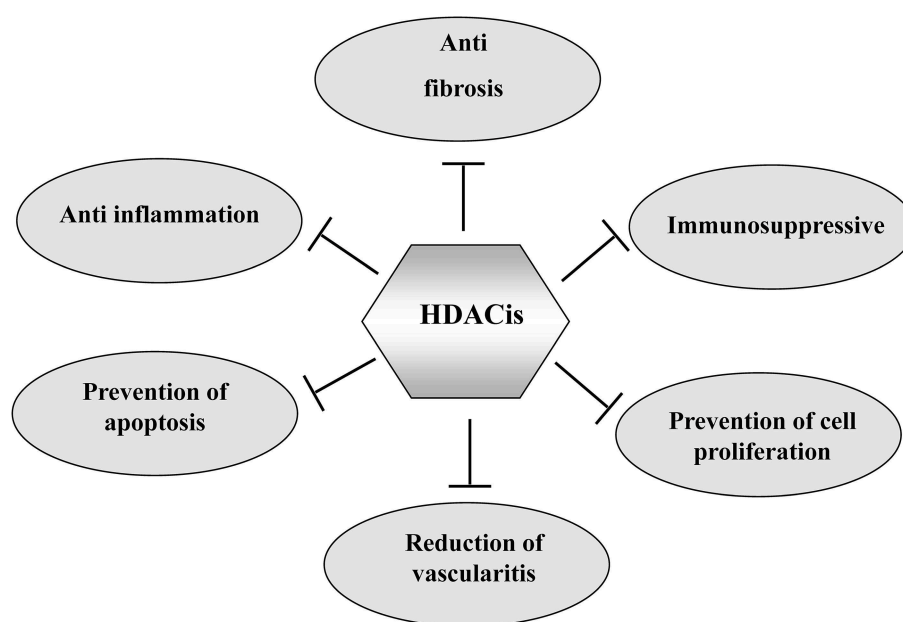 Anti
fibrosis
Anti inflammation
Immunosuppressive
HDACis
Prevention of
apoptosis
Prevention of cell
proliferation
Reduction of
vascularitis